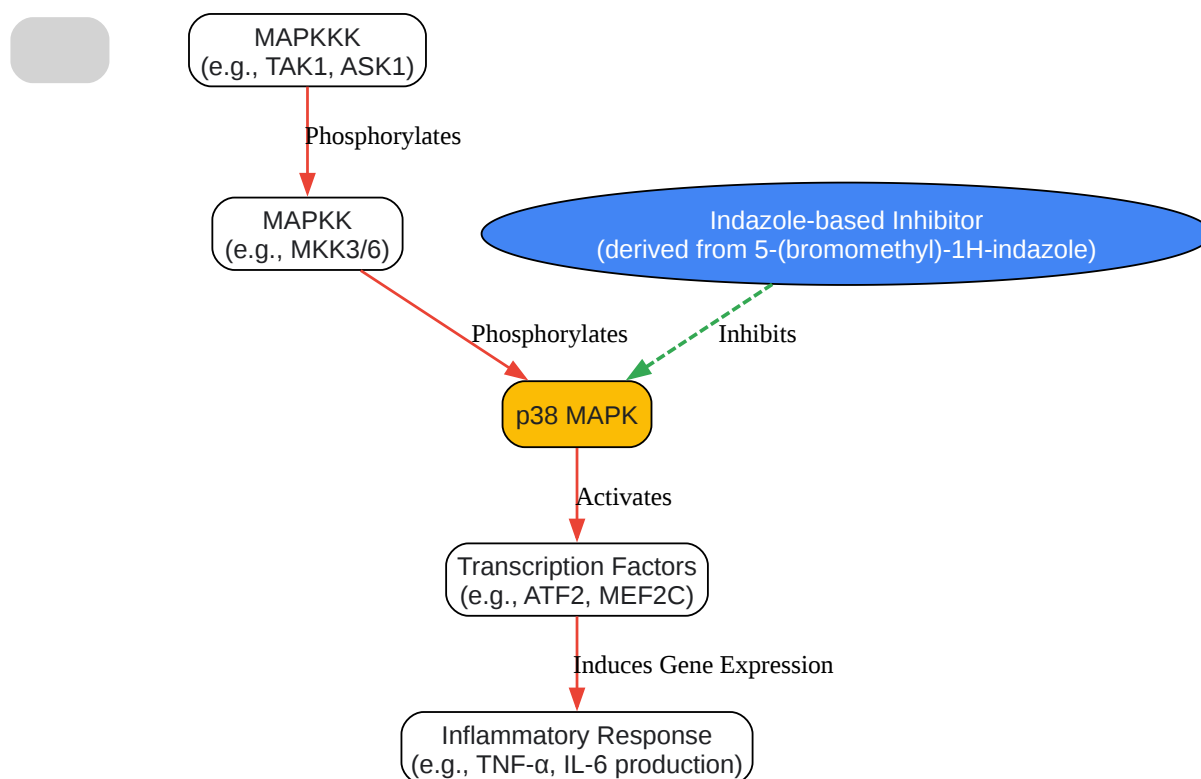 MAPKKK
(e.g., TAK1, ASK1)
Phosphorylates
MAPKK
(e.g., MKK3/6)
Indazole-based Inhibitor
(derived from 5-(bromomethyl)-1H-indazole)
Phosphorylates
Inhibits
p38 MAPK
Activates
Transcription Factors
(e.g., ATF2, MEF2C)
Induces Gene Expression
Inflammatory Response
(e.g., TNF-α, IL-6 production)